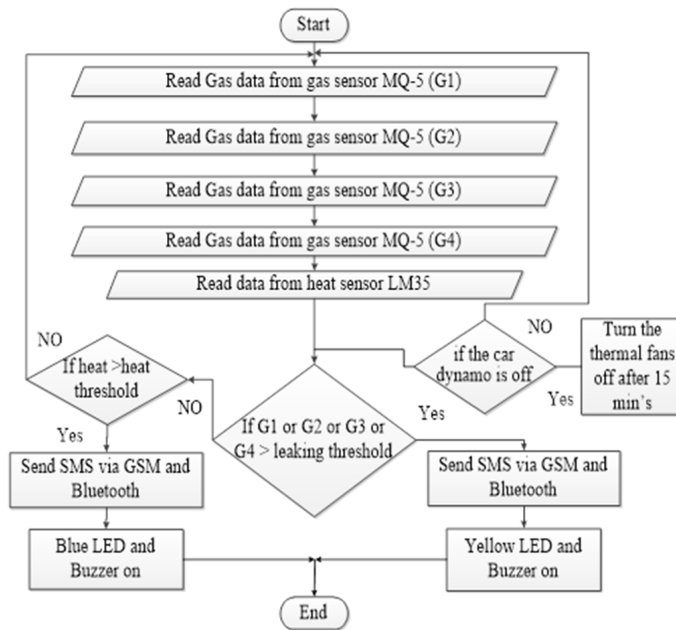 Start
Read Gas data from gas sensor MQ-5 (G1)
Read Gas data from gas sensor MQ-5 (G2)
Read Gas data from gas sensor MQ-5 (G3)
Read Gas data from gas sensor MQ-5 (G4)
Read data from heat sensor LM35
NO
If heat >heat
threshold
Yes
NO
if the car
dynamo is off
NO
Yes
Turn the
thermal fans
off after 15
min’s
If G1 or G2 or G3 or
G4 > leaking threshold
Yes
Send SMS via GSM and
Bluetooth
Send SMS via GSM and
Bluetooth
Blue LED and
Buzzer on
Yellow LED and
Buzzer on
End